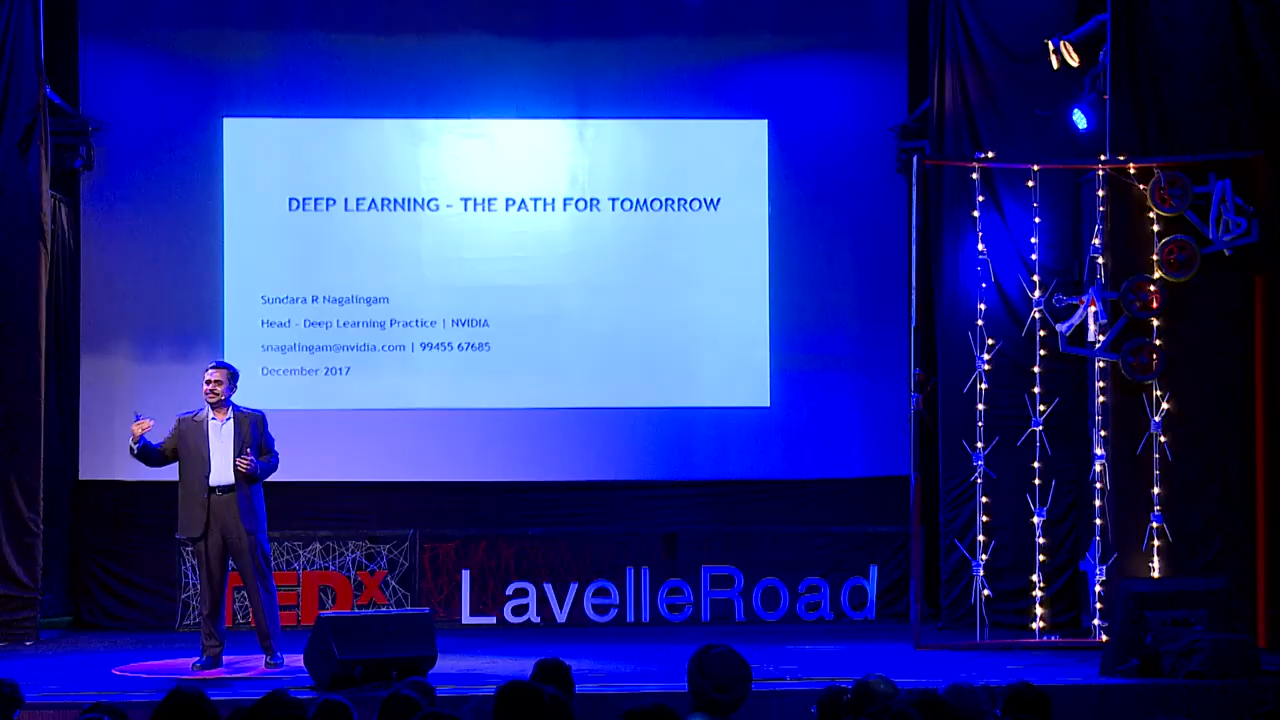 DEEP LEARNING - THE PATH FOR TOMORROW
Sundara R Nagalingam
Head - Deep Learning Practice | NVIDIA
snagalingam@nvidia.com | 99455 67685
December 2017
TEDx LavelleRoad